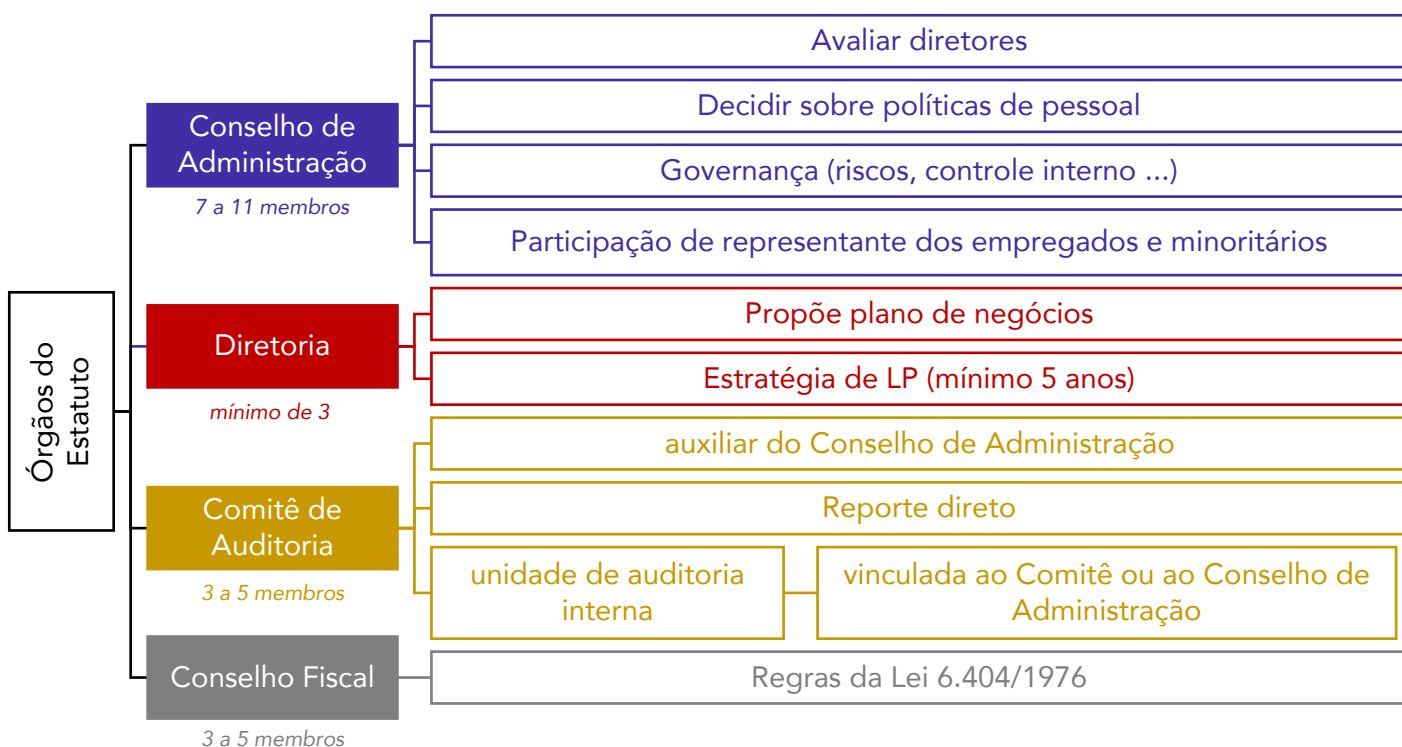 Órgãos do
Estatuto
Conselho de
Administração
7 a 11 membros
Avaliar diretores
Decidir sobre políticas de pessoal
Governança (riscos, controle interno ...)
Participação de representante dos empregados e minoritários
Diretoria
mínimo de 3
Propõe plano de negócios
Estratégia de LP (mínimo 5 anos)
Comitê de
Auditoria
3 a 5 membros
auxiliar do Conselho de Administração
Reporte direto
unidade de auditoria
interna
vinculada ao Comitê ou ao Conselho de
Administração
Conselho Fiscal
3 a 5 membros
Regras da Lei 6.404/1976